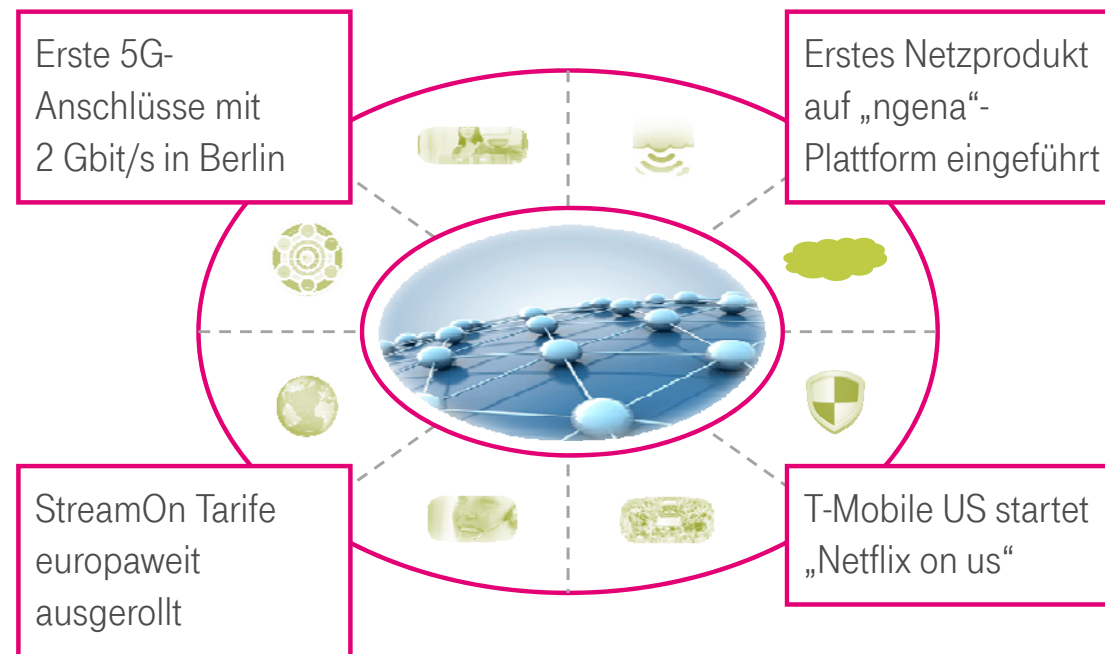 Erste 5G-
Anschlüsse mit
2 Gbit/s in Berlin
Erstes Netzprodukt
auf „ngena“-
Plattform eingeführt
StreamOn Tarife
europaweit
ausgerollt
T-Mobile US startet
„Netflix on us“